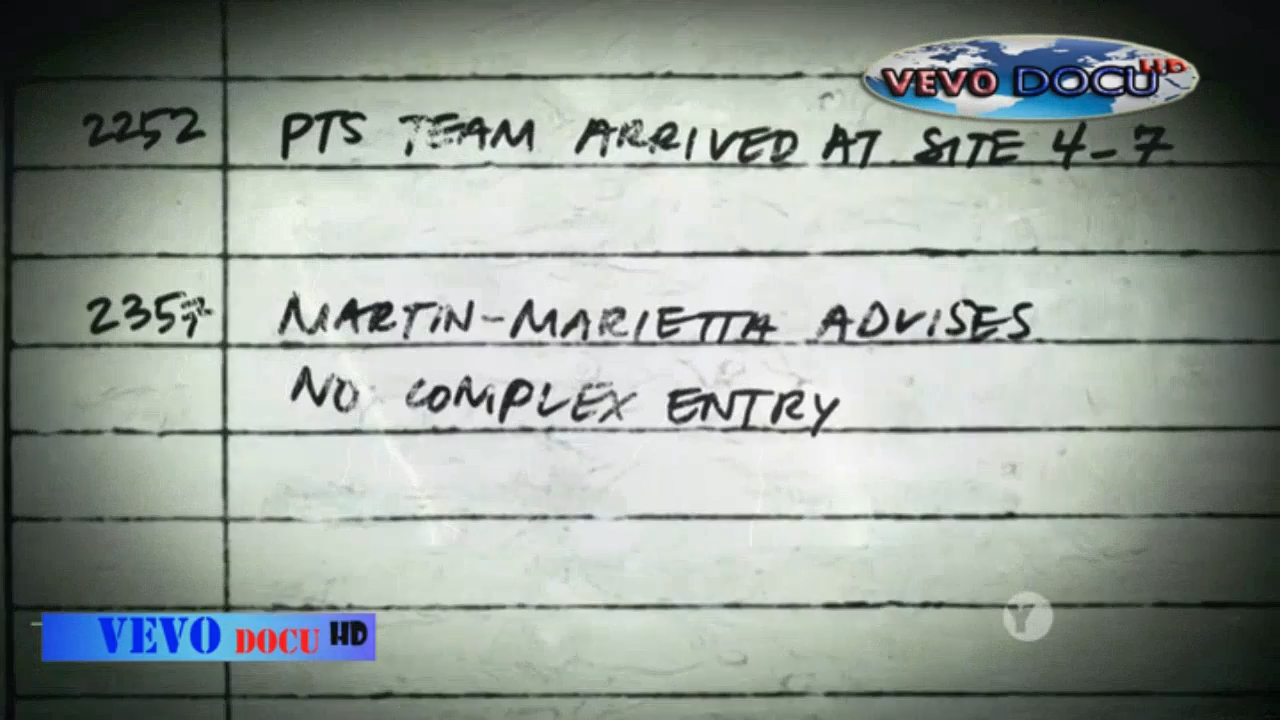 VEVO DOCU HD
2252 PTS TEAM ARRIVED AT SITE 4-7
2357 MARTIN-MARIETTA ADVISES
NO COMPLEX ENTRY
Y
VEVO DOCU HD